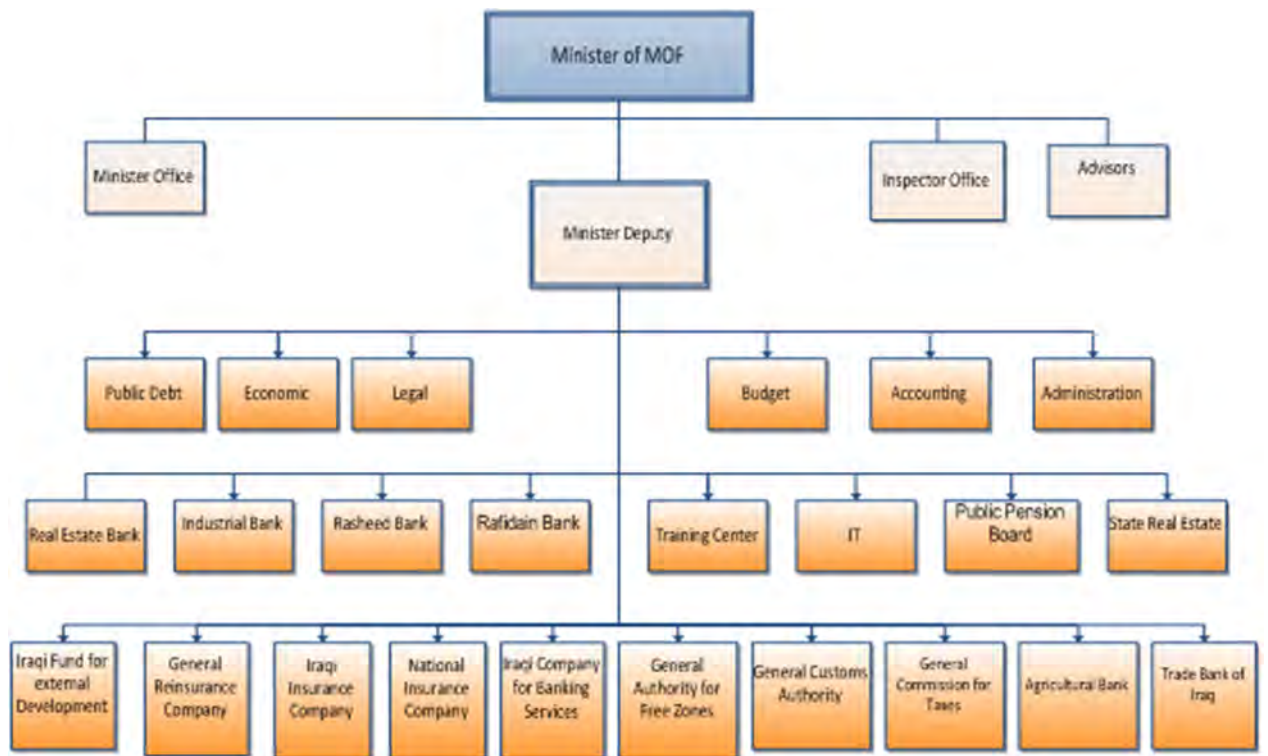 Minister of MOF
Minister Office
Inspector Office
Advisors
Minister Deputy
Public Debt
Economic
Legal
Budget
Accounting
Administration
Real Estate Bank
Industrial Bank
Rasheed Bank
Rafidain Bank
Training Center
IT
Public Pension
Board
State Real Estate
Iraqi Fund for
external
Development
General
Reinsurance
Company
Iraqi
Insurance
Company
National
Insurance
Company
Iraqi Company
for Banking
Services
General
Authority for
Free Zones
General Customs
Authority
General
Commission for
Taxes
Agricultural Bank
Trade Bank of
Iraq